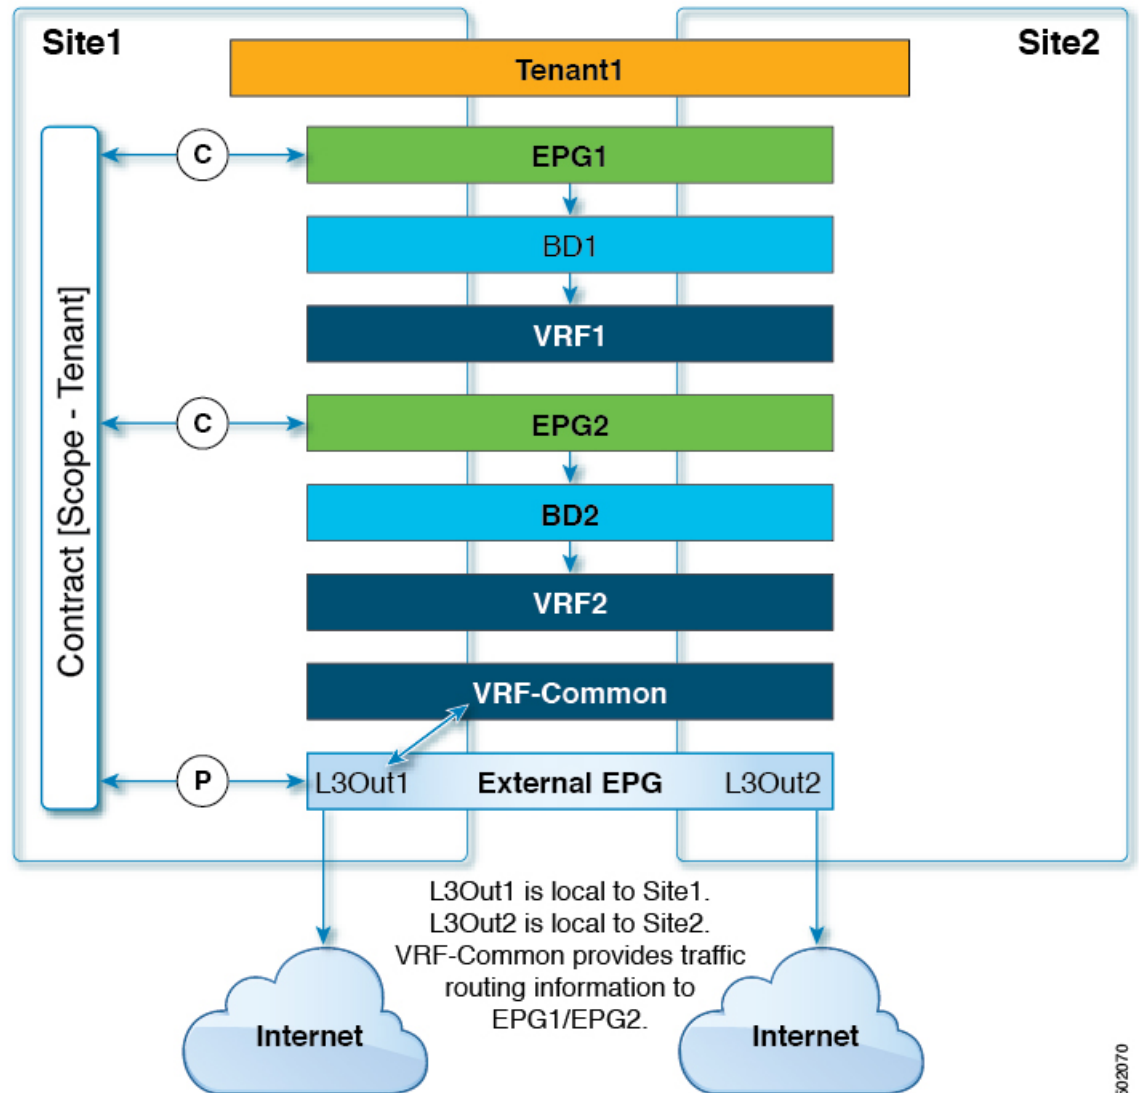 Site1
Site2
Tenant1
C
EPG1
BD1
VRF1
Contract [Scope - Tenant]
C
EPG2
BD2
VRF2
VRF-Common
P
L3Out1 External EPG L3Out2
L3Out1 is local to Site1.
L3Out2 is local to Site2.
VRF-Common provides traffic
routing information to
EPG1/EPG2.
Internet
Internet